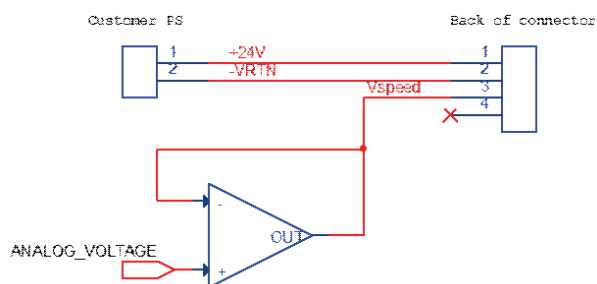 Customer PS
Back of connector
1
+24V
1
2
-VRTN
2
Vspeed
3
4
-
OUT
ANALOG_VOLTAGE
+